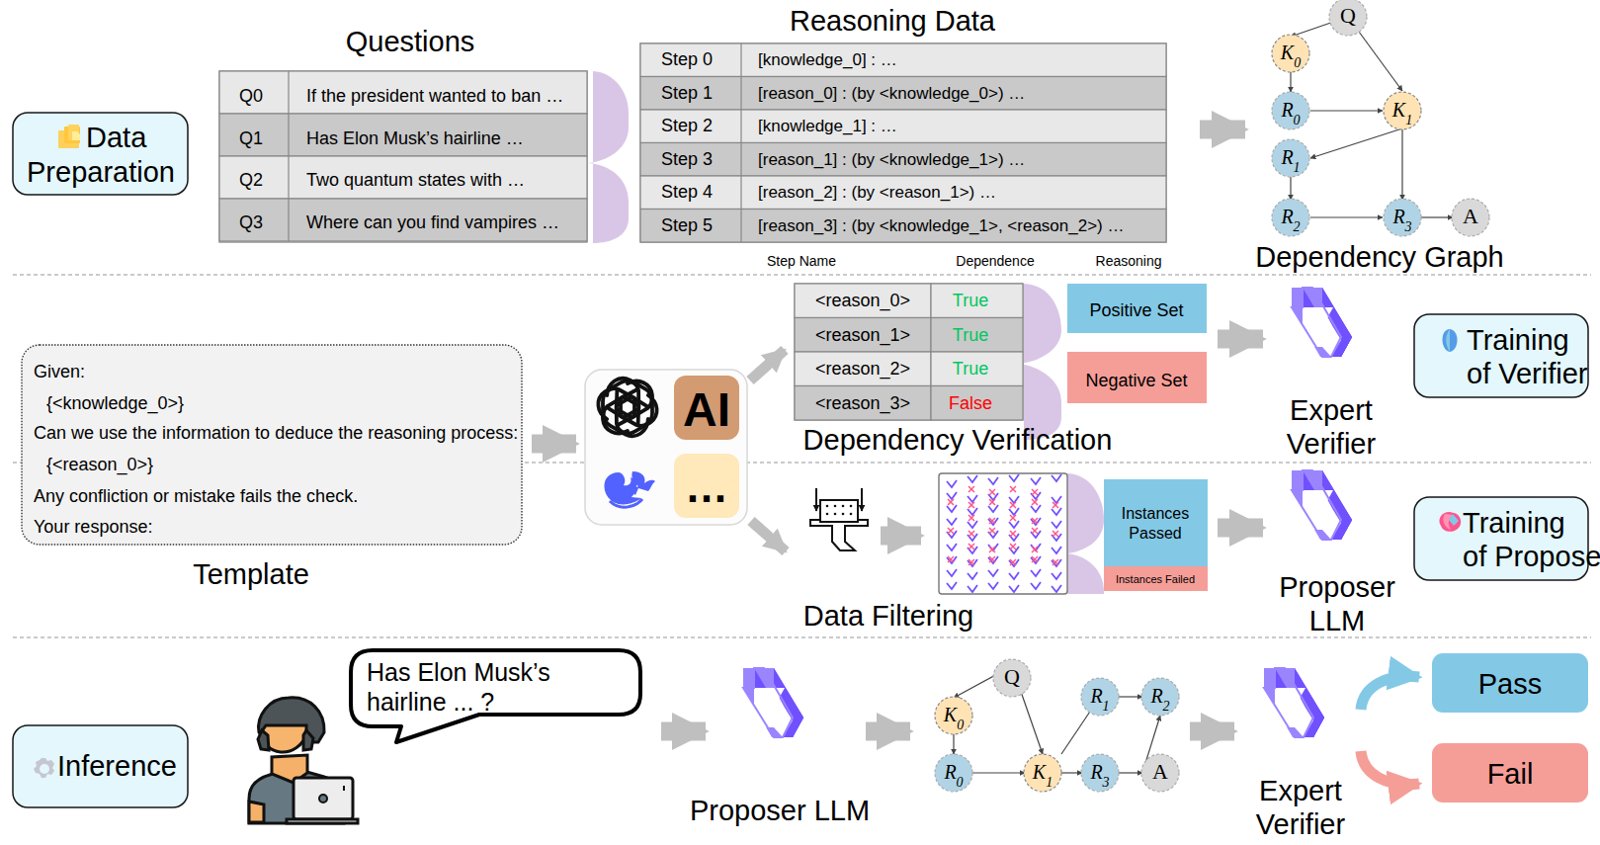 Data
Preparation
Questions
Q0 If the president wanted to ban …
Q1 Has Elon Musk’s hairline …
Q2 Two quantum states with …
Q3 Where can you find vampires …
Reasoning Data
Step 0 [knowledge_0] : …
Step 1 [reason_0] : (by <knowledge_0>) …
Step 2 [knowledge_1] : …
Step 3 [reason_1] : (by <knowledge_1>) …
Step 4 [reason_2] : (by <reason_1>) …
Step 5 [reason_3] : (by <knowledge_1>, <reason_2>) …
Q
K0
R0 K1
R1
R2 R3 A
Dependency Graph
Given:
{<knowledge_0>}
Can we use the information to deduce the reasoning process:
{<reason_0>}
Any confliction or mistake fails the check.
Your response:
Template
AI
...
Step Name Dependence Reasoning
<reason_0> True
<reason_1> True
<reason_2> True
<reason_3> False
Positive Set
Negative Set
Dependency Verification
Expert
Verifier
Training
of Verifier
Data Filtering
Instances
Passed
Instances Failed
Proposer
LLM
Training
of Propose
Inference
Has Elon Musk’s
hairline ... ?
Proposer LLM
Q
K0 R1 R2
R0 K1 R3 A
Expert
Verifier
Pass
Fail